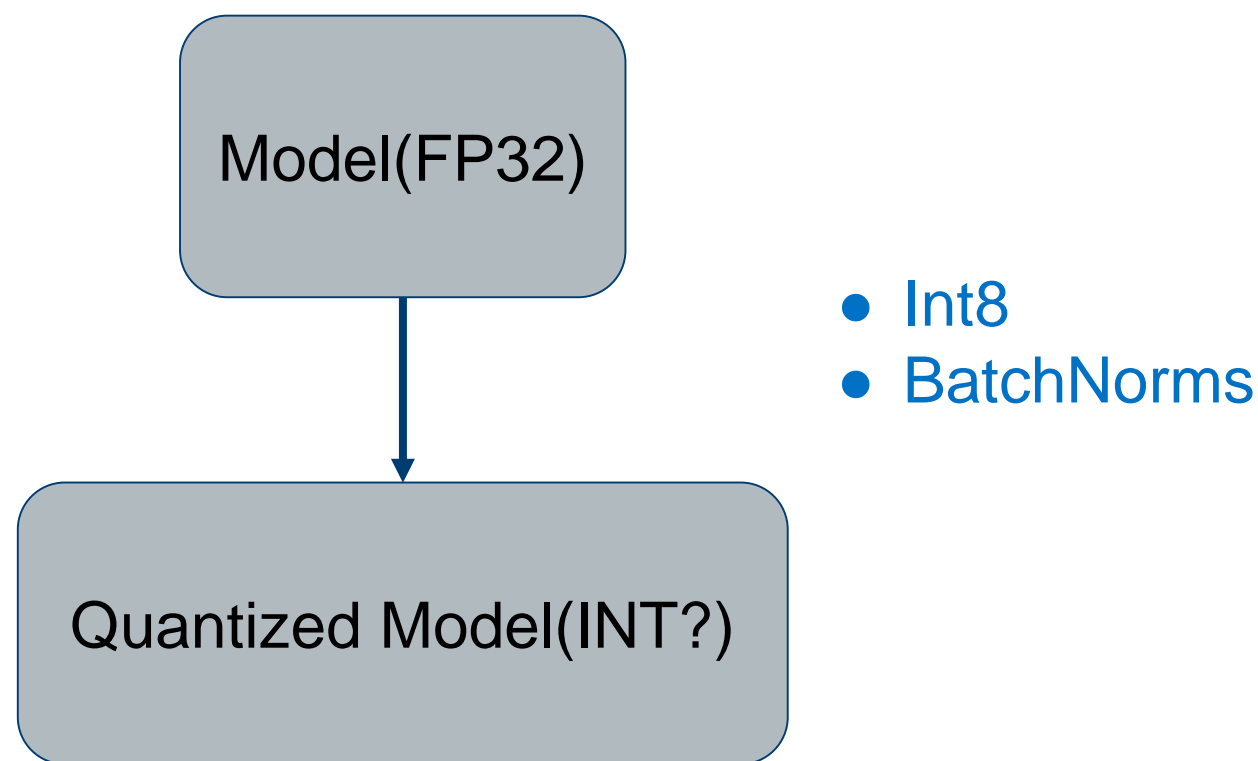 Model(FP32)
● Int8
● BatchNorms
Quantized Model(INT?)